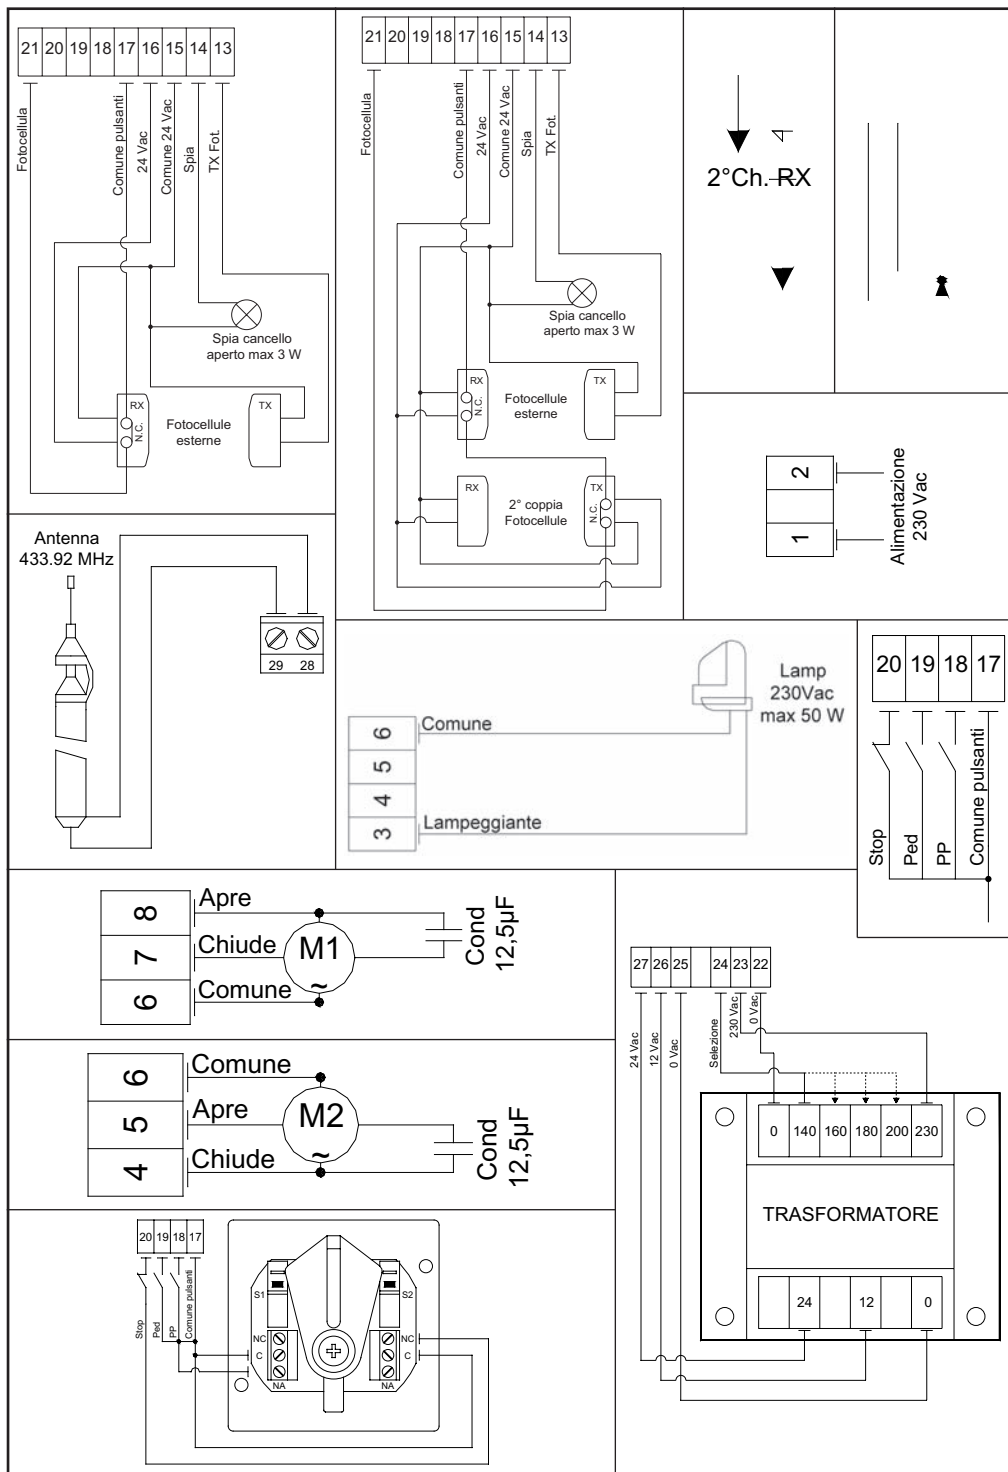 21 20 19 18 17 16 15 14 13
Fotocellula
Comune pulsanti
24 Vac
Comune 24 Vac
Spia
TX Fot.
Spia cancello
aperto max 3 W
RX
N.C.
Fotocellule
esterne
TX
21 20 19 18 17 16 15 14 13
Fotocellula
Comune pulsanti
24 Vac
Comune 24 Vac
Spia
TX Fot.
Spia cancello
aperto max 3 W
RX
N.C.
Fotocellule
esterne
TX
RX
2° coppia
Fotocellule
TX
N.C.
2°Ch. RX
2
1
Alimentazione
230 Vac
Antenna
433.92 MHz
29 28
6
5
4
3
Comune
Lampeggiante
Lamp
230Vac
max 50 W
20 19 18 17
Stop
Ped
PP
Comune pulsanti
8
7
6
Apre
Chiude
Comune
M1
~
Cond
12,5µF
6
5
4
Comune
Apre
Chiude
M2
~
Cond
12,5µF
27 26 25 24 23 22
24 Vac
12 Vac
0 Vac
Selezione
230 Vac
0 Vac
0 140 160 180 200 230
TRASFORMATORE
24 12 0
20 19 18 17
Stop
Ped
PP
Comune pulsanti
S1
S2
NC
C
NA
NC
C
NA